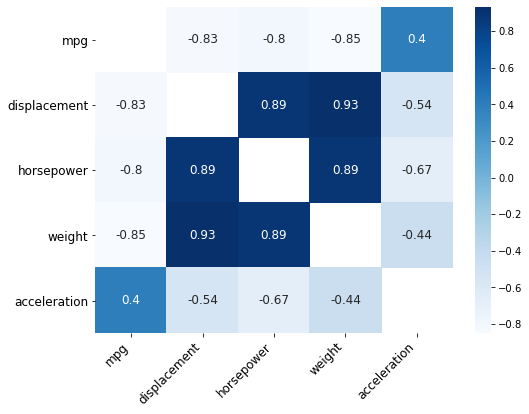 mpg -0.83 -0.8 -0.85 0.4
displacement -0.83 0.89 0.93 -0.54
horsepower -0.8 0.89 0.89 -0.67
weight -0.85 0.93 0.89 -0.44
acceleration 0.4 -0.54 -0.67 -0.44
mpg displacement horsepower weight acceleration
0.8
0.6
0.4
0.2
0.0
−0.2
−0.4
−0.6
−0.8